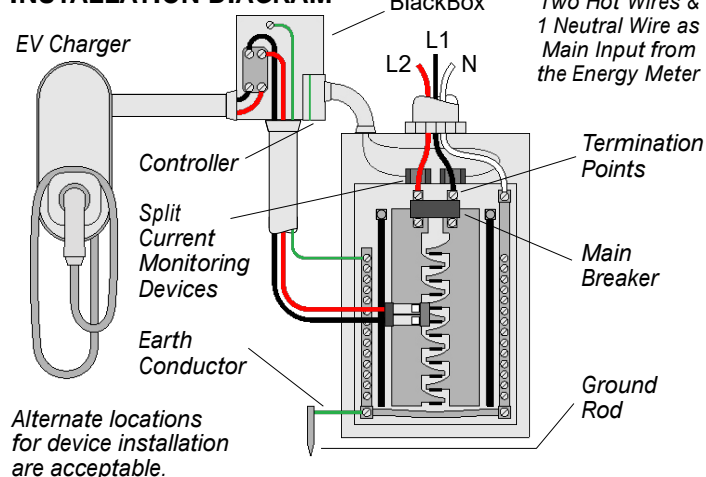 INSTALLATION DIAGRAM
BlackBox
Two Hot Wires &
1 Neutral Wire as
Main Input from
the Energy Meter
EV Charger
L1
L2
N
Controller
Termination
Points
Split
Current
Monitoring
Devices
Main
Breaker
Earth
Conductor
Ground
Rod
Alternate locations
for device installation
are acceptable.